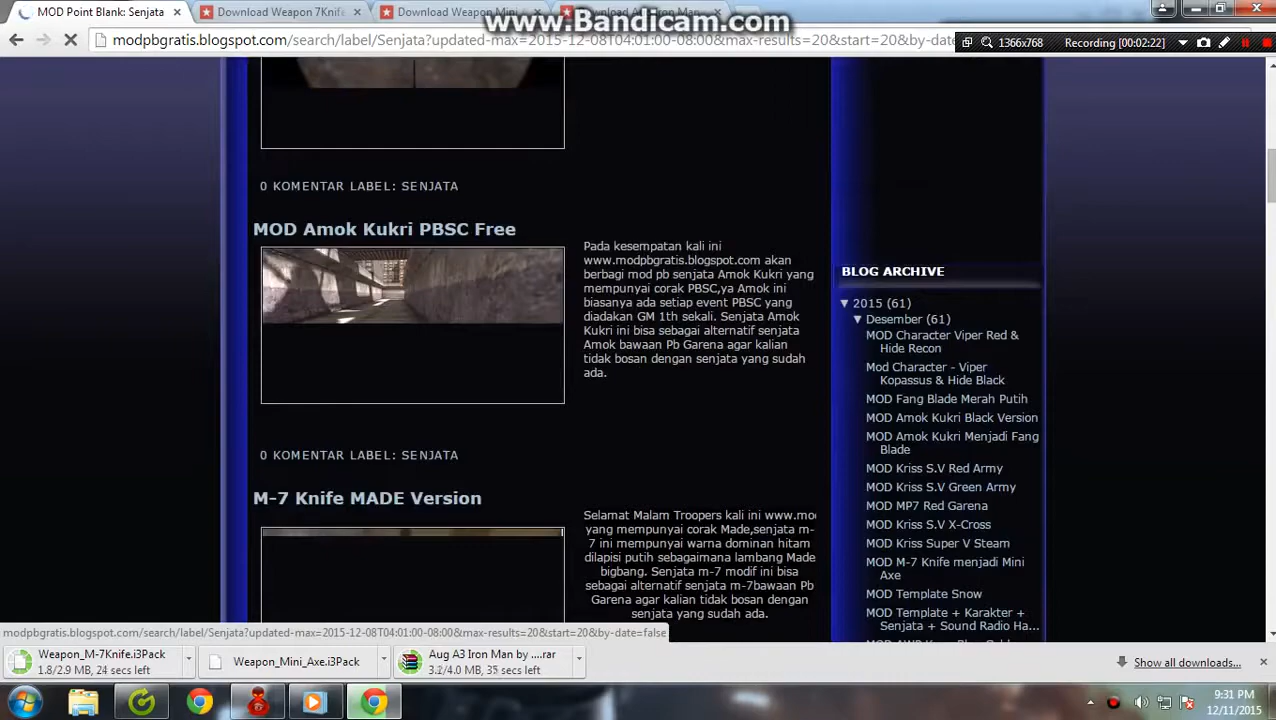 www.Bandicam.com
MOD Point Blank: Senjata
Download Weapon 7Knife
Download Weapon Mini
Iron Man
modpbgratis.blogspot.com/search/label/Senjata?updated-max=2015-12-08T04:01:00-08:00&max-results=20&start=20&by-da
1366x768
Recording [00:02:22]
0 KOMENTAR LABEL: SENJATA
MOD Amok Kukri PBSC Free
Pada kesempatan kali ini
www.modpbgratis.blogspot.com akan
berbagi mod pb senjata Amok Kukri yang
mempunyai corak PBSC,ya Amok ini
biasanya ada setiap event PBSC yang
diadakan GM 1th sekali. Senjata Amok
Kukri ini bisa sebagai alternatif senjata
Amok bawaan Pb Garena agar kalian
tidak bosan dengan senjata yang sudah
ada.
0 KOMENTAR LABEL: SENJATA
M-7 Knife MADE Version
Selamat Malam Troopers kali ini www.mo
yang mempunyai corak Made,senjata m-
7 ini mempunyai warna dominan hitam
dilapisi putih sebagaimana lambang Made
bigbang. Senjata m-7 modif ini bisa
sebagai alternatif senjata m-7bawaan Pb
Garena agar kalian tidak bosan dengan
senjata yang sudah ada.
BLOG ARCHIVE
▼ 2015 (61)
▼ Desember (61)
MOD Character Viper Red &
Hide Recon
Mod Character - Viper
Kopassus & Hide Black
MOD Fang Blade Merah Putih
MOD Amok Kukri Black Version
MOD Amok Kukri Menjadi Fang
Blade
MOD Kriss S.V Red Army
MOD Kriss S.V Green Army
MOD MP7 Red Garena
MOD Kriss S.V X-Cross
MOD Kriss Super V Steam
MOD M-7 Knife menjadi Mini
Axe
MOD Template Snow
MOD Template + Karakter +
Senjata + Sound Radio Ha...
modpbgratis.blogspot.com/search/label/Senjata?updated-max=2015-12-08T04:01:00-08:00&max-results=20&start=20&by-date=false
Weapon_M-7Knife.i3Pack
1.8/2.9 MB, 24 secs left
Weapon_Mini_Axe.i3Pack
Aug A3 Iron Man by ....rar
3.2/4.0 MB, 35 secs left
Show all downloads...
9:31 PM
12/11/2015